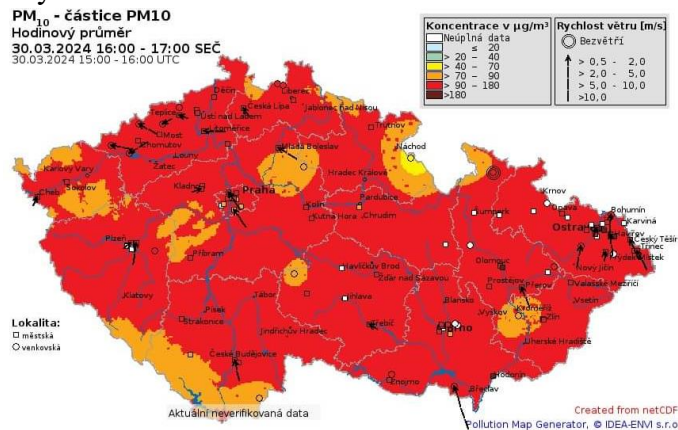 PM10 - částice PM10
Hodinový průměr
30.03.2024 16:00 - 17:00 SEČ
30.03.2024 15:00 - 16:00 UTC
Koncentrace v µg/m³
Neúplná data
≤ 20
> 20 - 40
> 40 - 70
> 70 - 90
> 90 - 180
>180
Rychlost větru [m/s]
Bezvětří
> 0,5 - 2,0
> 2,0 - 5,0
> 5,0 - 10,0
>10,0
Děčín
Liberec
Teplice
Česká Lípa
Jablonec nad Nisou
Ústí nad Labem
Most
Litoměřice
Trutnov
Chomutov
Louny
Mladá Boleslav
Náchod
Žatec
Karlovy Vary
Sokolov
Cheb
Kladno
Praha
Hradec Králové
Kolín
Pardubice
Kutná Hora
Chrudim
Krnov
Šumperk
Opava
Bohumín
Karviná
Ostrava
Havířov
Český Těšín
Třinec
Frýdek-Místek
Nový Jičín
Plzeň
Příbram
Olomouc
Havlíčkův Brod
Žďár nad Sázavou
Prostějov
Přerov
Valašské Meziříčí
Klatovy
Tábor
Jihlava
Blansko
Vsetín
Písek
Strakonice
Vyškov
Kroměříž
Zlín
Jindřichův Hradec
Třebíč
Brno
Uherské Hradiště
České Budějovice
Znojmo
Hodonín
Břeclav
Lokalita:
městská
venkovská
Aktuální neverifikovaná data
Created from netCDF
Pollution Map Generator, © IDEA-ENVI s.r.o